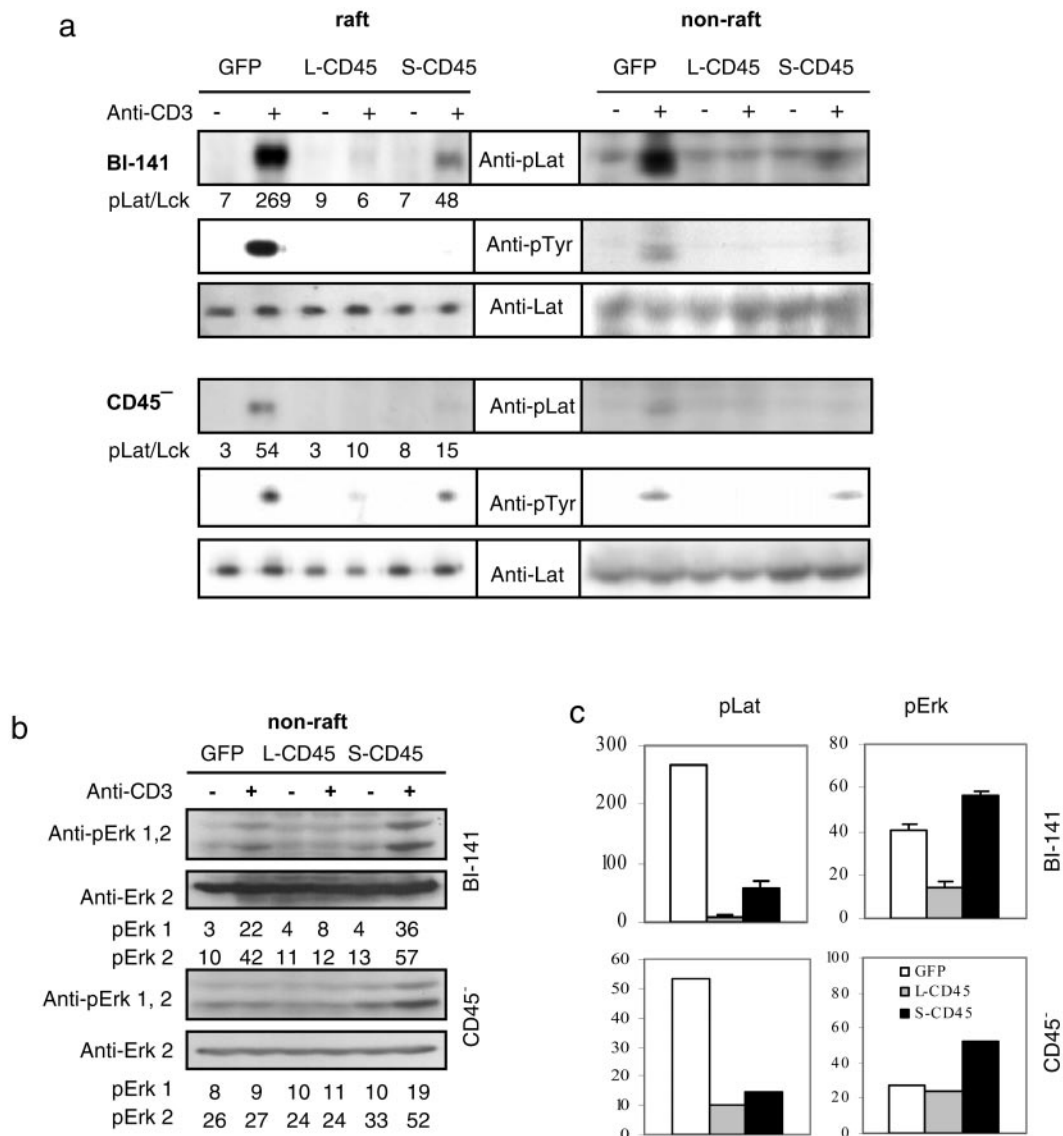 a
raft non-raft
GFP L-CD45 S-CD45 GFP L-CD45 S-CD45
Anti-CD3 - + - + - + - + - + - +
BI-141 Anti-pLat
pLat/Lck 7 269 9 6 7 48
Anti-pTyr
Anti-Lat
CD45⁻ Anti-pLat
pLat/Lck 3 54 3 10 8 15
Anti-pTyr
Anti-Lat
b
non-raft
GFP L-CD45 S-CD45
Anti-CD3 - + - + - +
Anti-pErk 1,2
Anti-Erk 2
BI-141
pErk 1 3 22 4 8 4 36
pErk 2 10 42 11 12 13 57
Anti-pErk 1, 2
Anti-Erk 2
CD45⁻
pErk 1 8 9 10 11 10 19
pErk 2 26 27 24 24 33 52
c
pLat pErk
300
200
100
0
80
60
40
20
0
BI-141
60
50
40
30
20
10
0
100
80
60
40
20
0
GFP
L-CD45
S-CD45
CD45⁻